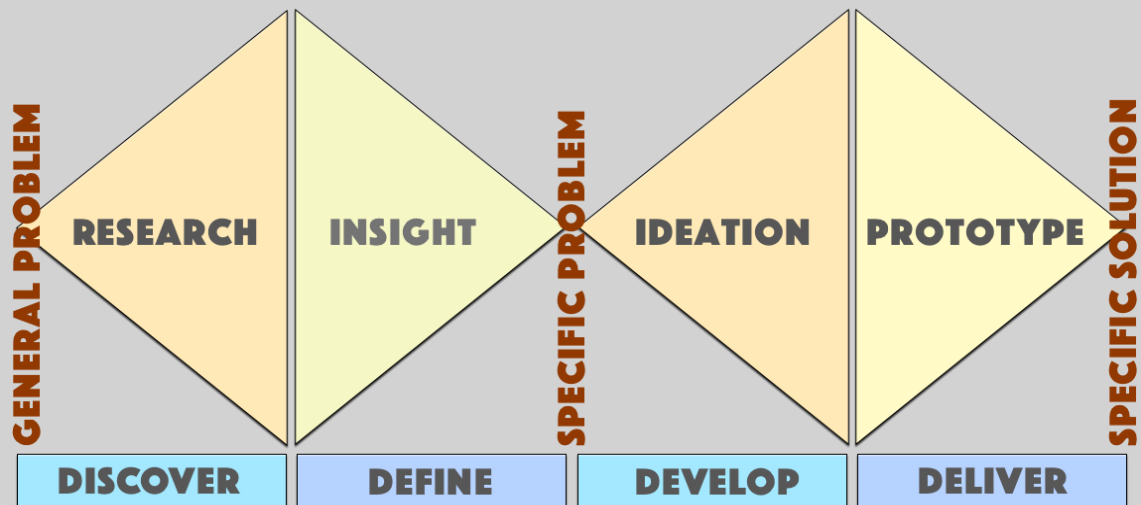 GENERAL PROBLEM
RESEARCH
INSIGHT
SPECIFIC PROBLEM
IDEATION
PROTOTYPE
SPECIFIC SOLUTION
DISCOVER
DEFINE
DEVELOP
DELIVER